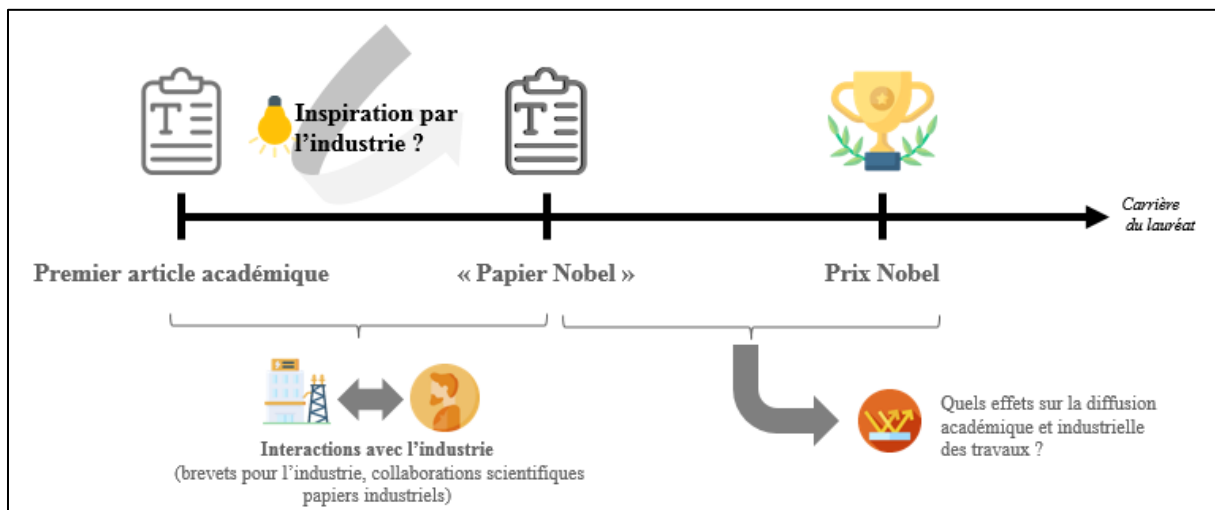 Inspiration par
l'industrie ?
Carrière
du lauréat
Premier article académique
« Papier Nobel »
Prix Nobel
Interactions avec l'industrie
(brevets pour l'industrie, collaborations scientifiques
papiers industriels)
Quels effets sur la diffusion
académique et industrielle
des travaux ?